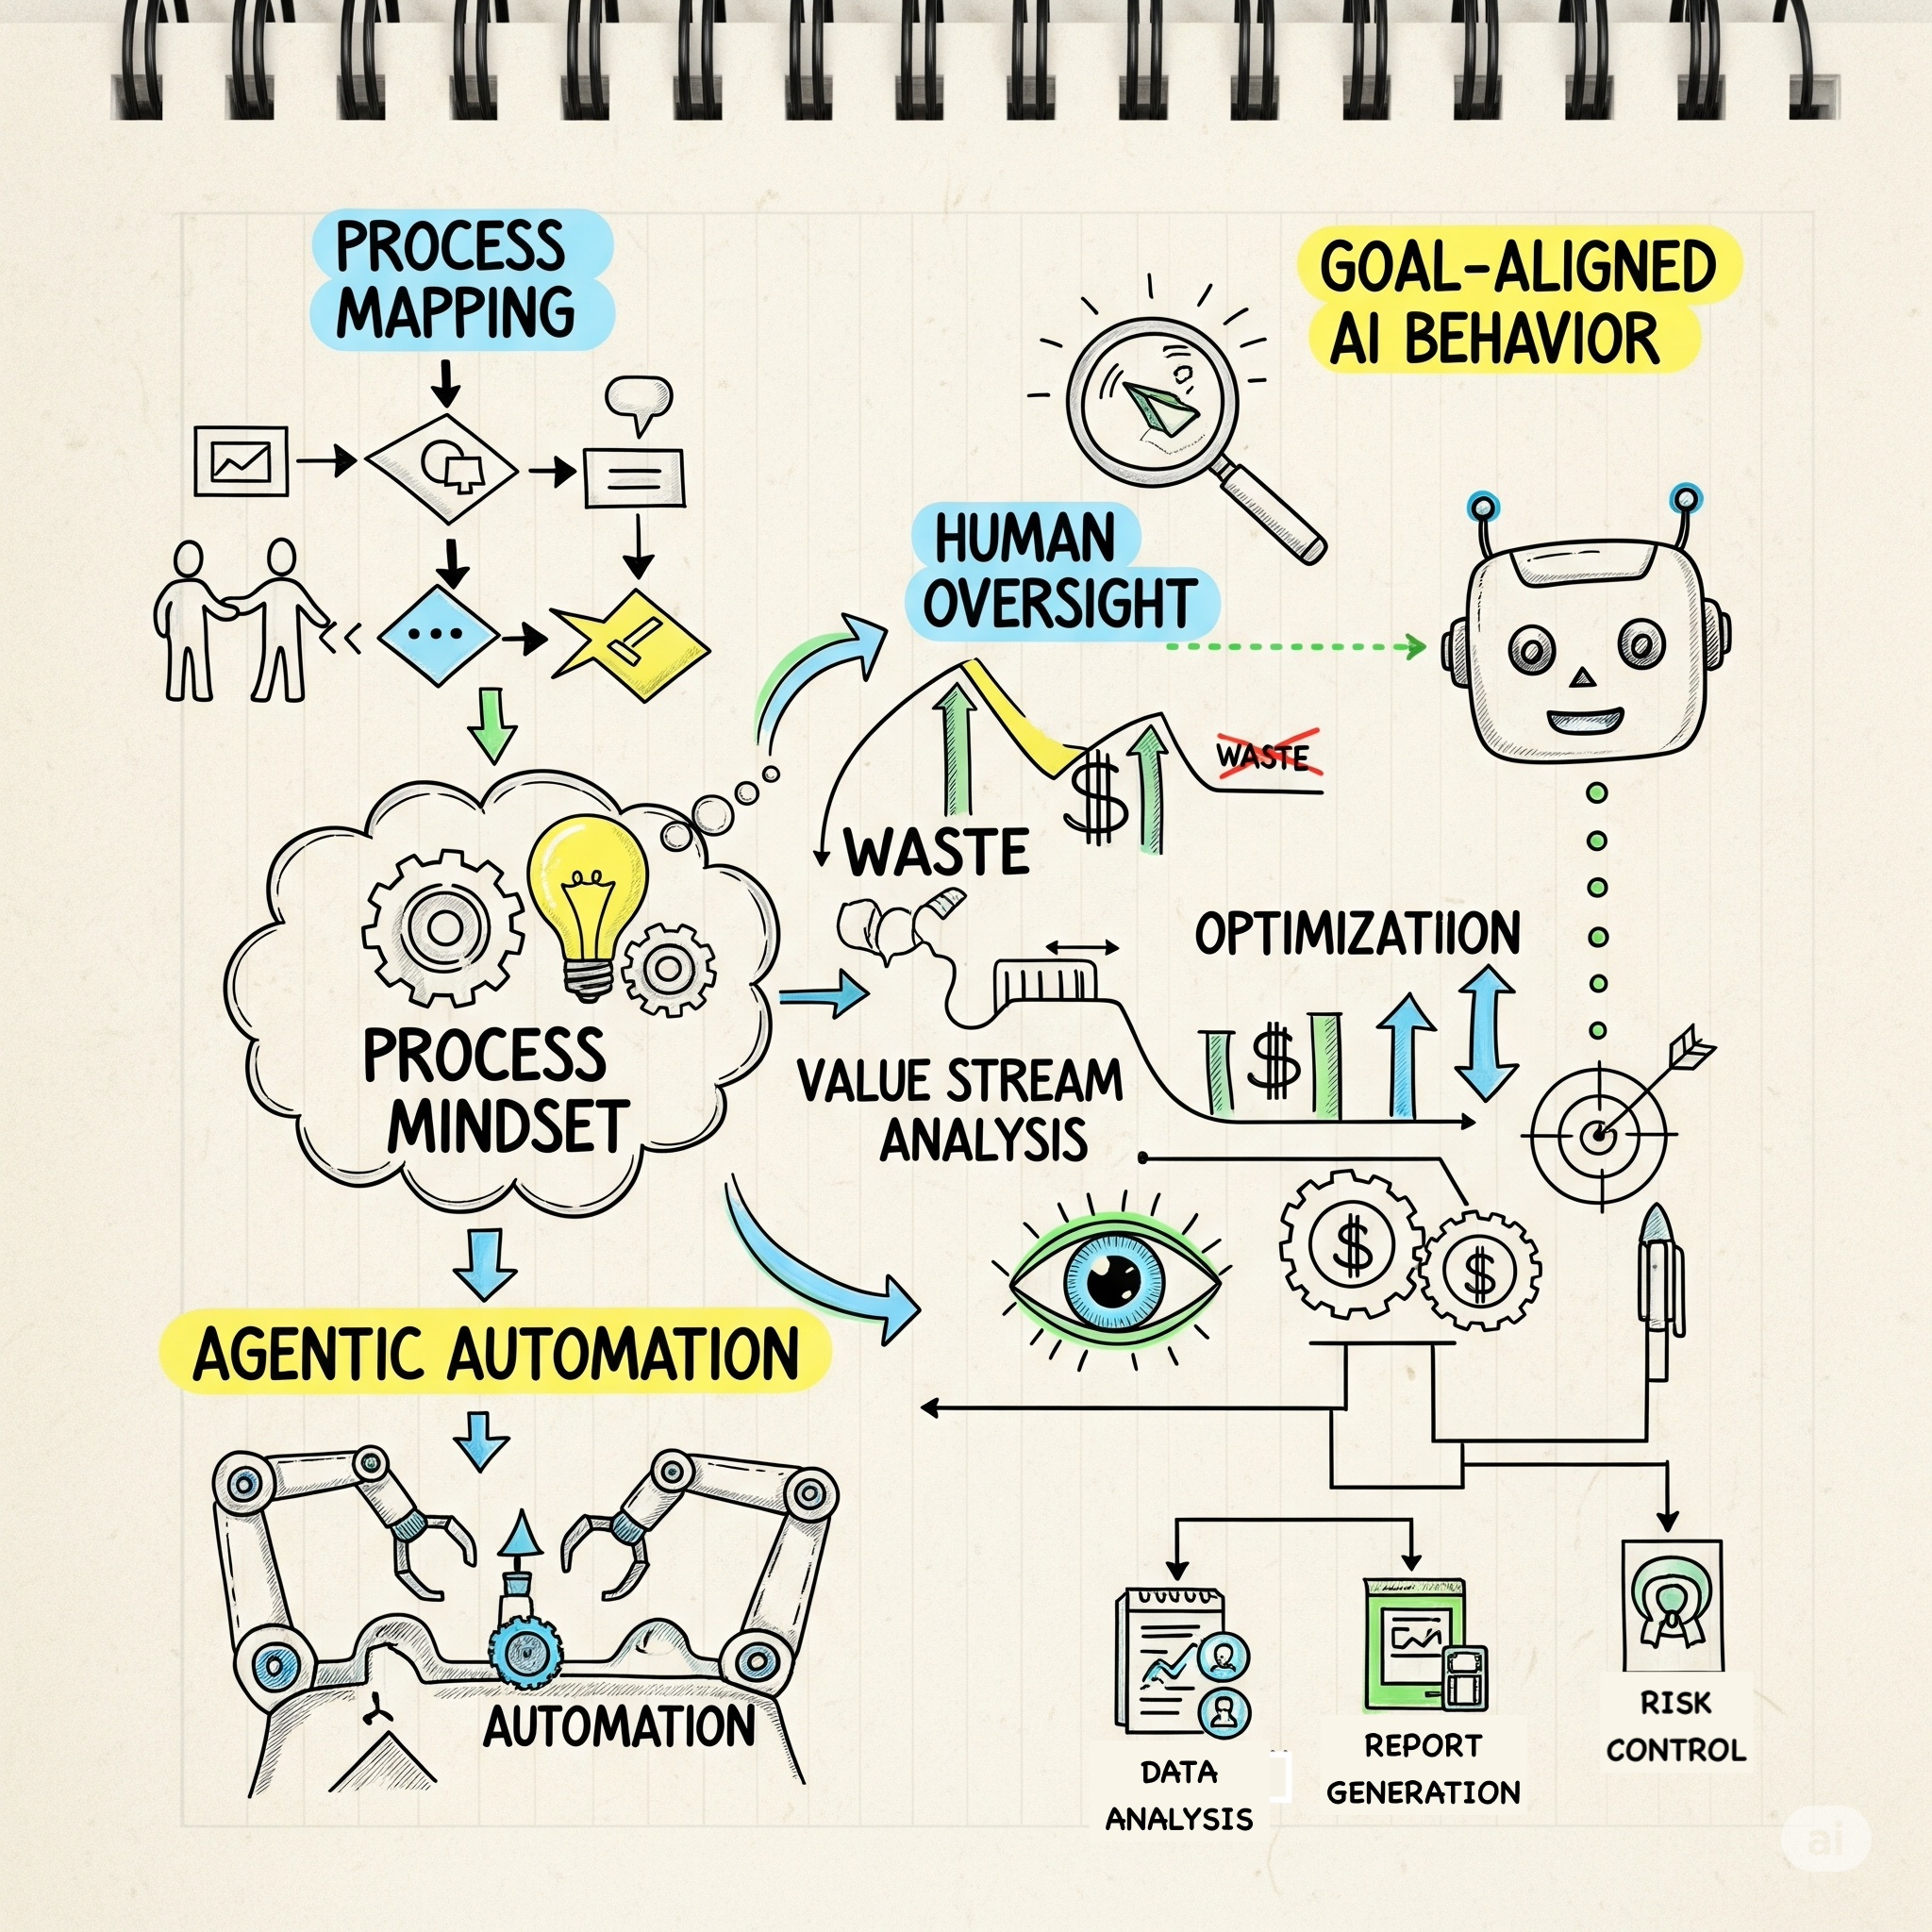 PROCESS
MAPPING
GOAL-ALIGNED
AI BEHAVIOR
HUMAN
OVERSIGHT
WASTE
$
WASTE
OPTIMIZATIION
$
PROCESS
MINDSET
VALUE STREAM
ANALYSIS
$
$
AGENTIC AUTOMATION
AUTOMATION
DATA
ANALYSIS
REPORT
GENERATION
RISK
CONTROL
ai